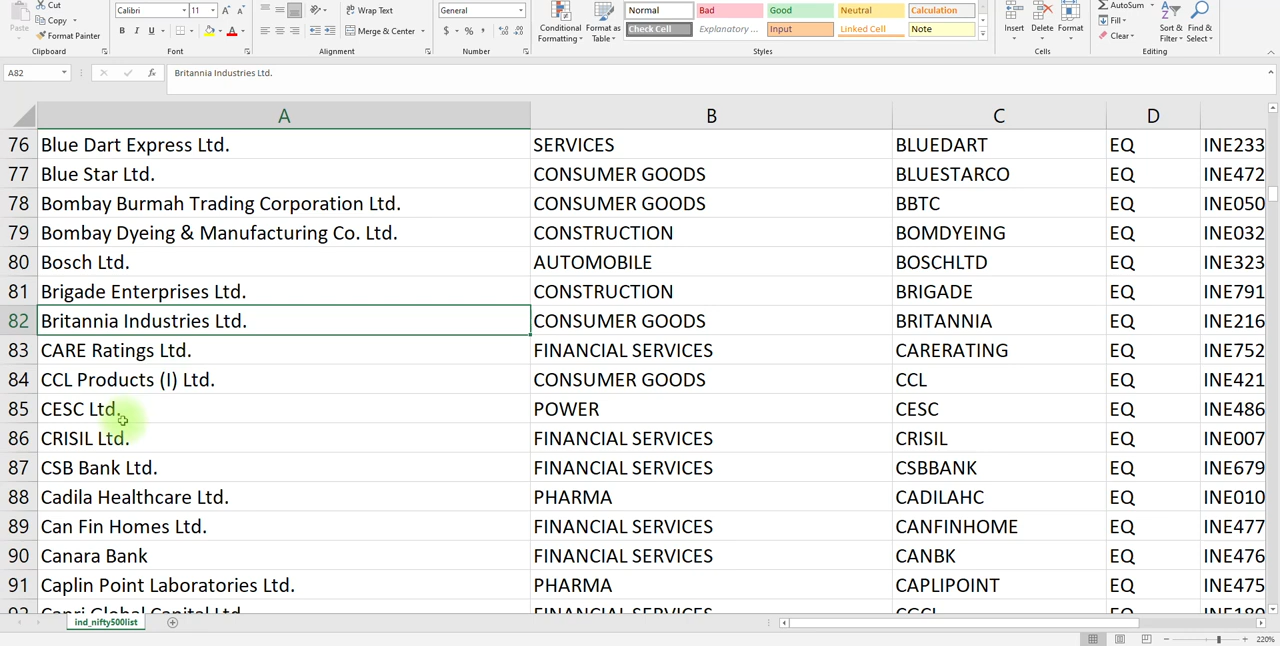 Cut
Copy
Format Painter
Paste
Clipboard
Calibri 11
B I U
Font
Wrap Text
Merge & Center
Alignment
General
$ % ,
Number
Conditional Formatting
Format as Table
Normal Bad Good Neutral Calculation
Check Cell Explanatory ... Input Linked Cell Note
Styles
Insert Delete Format
Cells
AutoSum
Fill
Clear
Sort & Filter
Find & Select
Editing
A82 fx Britannia Industries Ltd.
A B C D
76 Blue Dart Express Ltd. SERVICES BLUEDART EQ INE233
77 Blue Star Ltd. CONSUMER GOODS BLUESTARCO EQ INE472
78 Bombay Burmah Trading Corporation Ltd. CONSUMER GOODS BBTC EQ INE050
79 Bombay Dyeing & Manufacturing Co. Ltd. CONSTRUCTION BOMDYEING EQ INE032
80 Bosch Ltd. AUTOMOBILE BOSCHLTD EQ INE323
81 Brigade Enterprises Ltd. CONSTRUCTION BRIGADE EQ INE791
82 Britannia Industries Ltd. CONSUMER GOODS BRITANNIA EQ INE216
83 CARE Ratings Ltd. FINANCIAL SERVICES CARERATING EQ INE752
84 CCL Products (I) Ltd. CONSUMER GOODS CCL EQ INE421
85 CESC Ltd. POWER CESC EQ INE486
86 CRISIL Ltd. FINANCIAL SERVICES CRISIL EQ INE007
87 CSB Bank Ltd. FINANCIAL SERVICES CSBBANK EQ INE679
88 Cadila Healthcare Ltd. PHARMA CADILAHC EQ INE010
89 Can Fin Homes Ltd. FINANCIAL SERVICES CANFINHOME EQ INE477
90 Canara Bank FINANCIAL SERVICES CANBK EQ INE476
91 Caplin Point Laboratories Ltd. PHARMA CAPLIPOINT EQ INE475
92 Capri Global Capital Ltd. FINANCIAL SERVICES CGCL EQ INE180
ind_nifty500list
220%